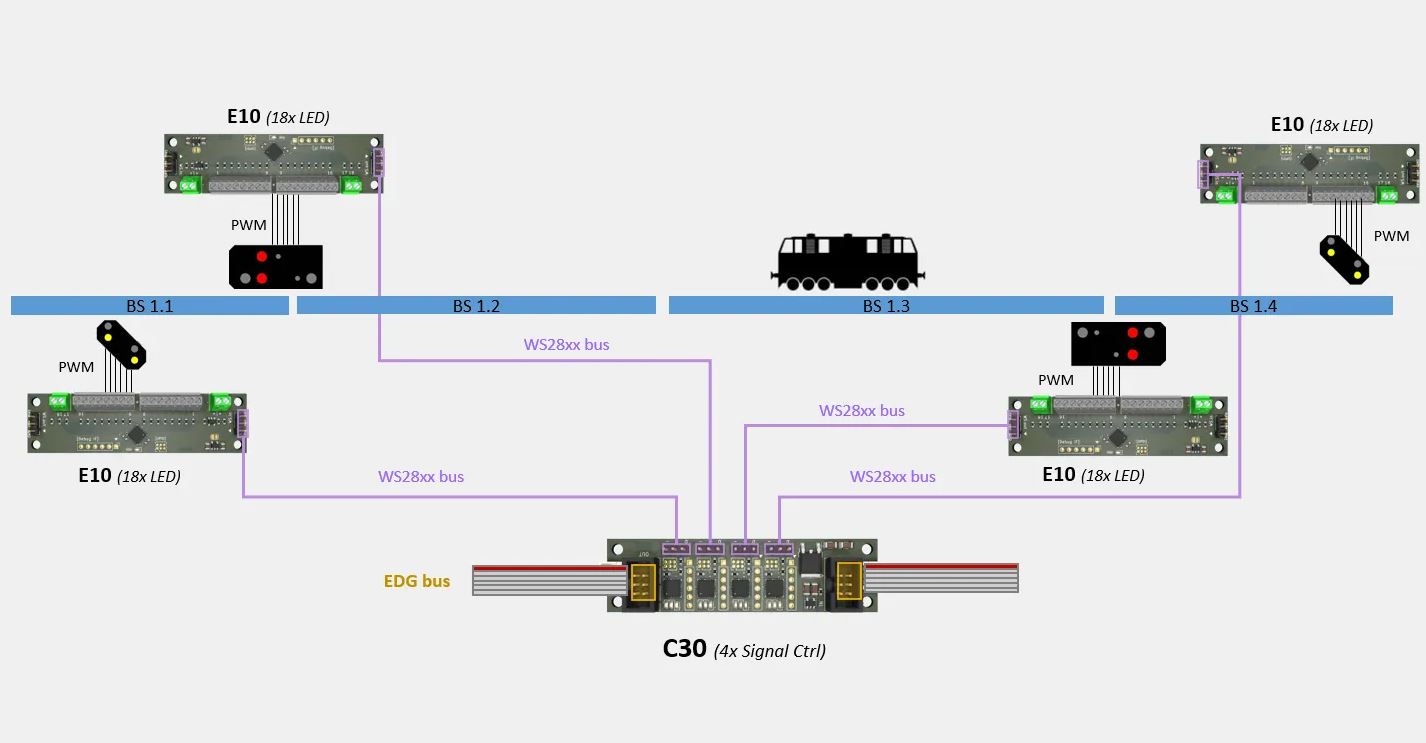 E10 (18x LED)
E10 (18x LED)
PWM
PWM
BS 1.1
BS 1.2
BS 1.3
BS 1.4
WS28xx bus
PWM
PWM
WS28xx bus
E10 (18x LED)
WS28xx bus
WS28xx bus
E10 (18x LED)
OUT
EDG bus
C30 (4x Signal Ctrl)